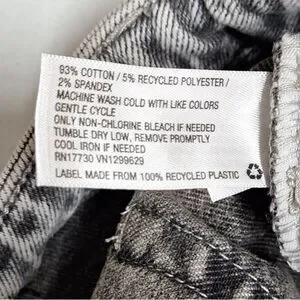 93% COTTON / 5% RECYCLED POLYESTER /
2% SPANDEX
MACHINE WASH COLD WITH LIKE COLORS
GENTLE CYCLE
ONLY NON-CHLORINE BLEACH IF NEEDED
TUMBLE DRY LOW, REMOVE PROMPTLY
COOL IRON IF NEEDED
RN17730 VN1299629
LABEL MADE FROM 100% RECYCLED PLASTIC